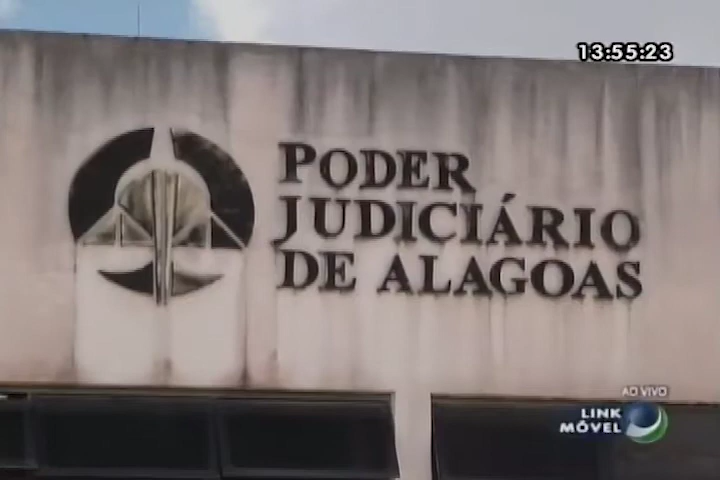 13:55:23
PODER
JUDICIÁRIO
DE ALAGOAS
AO VIVO
LINK
MÓVEL